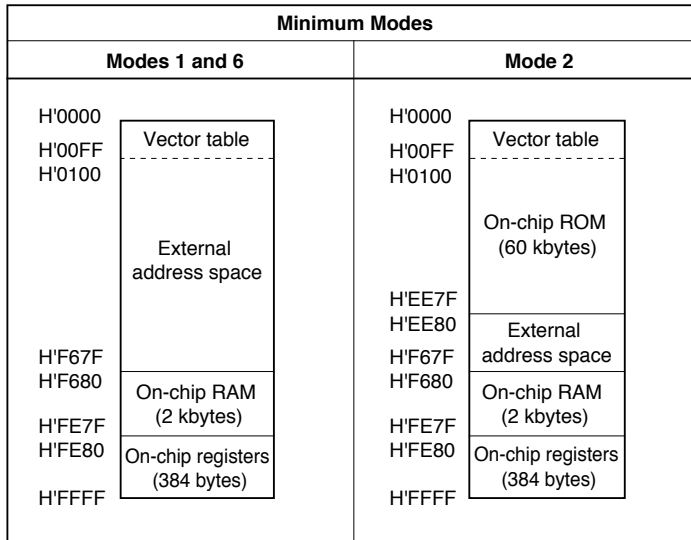 Minimum Modes
Modes 1 and 6
Mode 2
H'0000
Vector table
H'00FF
H'0100
External
address space
H'F67F
H'F680
On-chip RAM
(2 kbytes)
H'FE7F
H'FE80
On-chip registers
(384 bytes)
H'FFFF
H'0000
Vector table
H'00FF
H'0100
On-chip ROM
(60 kbytes)
H'EE7F
H'EE80
External
address space
H'F67F
H'F680
On-chip RAM
(2 kbytes)
H'FE7F
H'FE80
On-chip registers
(384 bytes)
H'FFFF